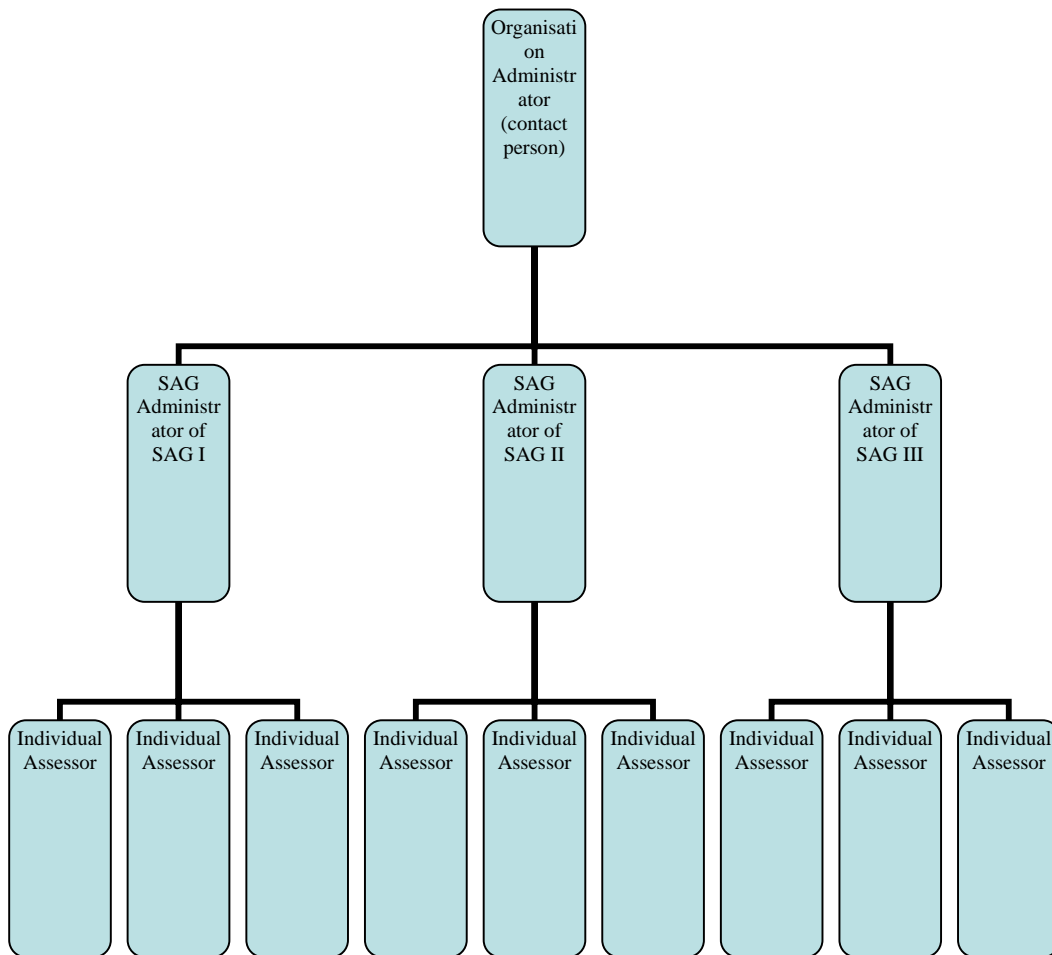 Organisati
on
Administr
ator
(contact
person)
SAG
Administr
ator of
SAG I
SAG
Administr
ator of
SAG II
SAG
Administr
ator of
SAG III
Individual
Assessor
Individual
Assessor
Individual
Assessor
Individual
Assessor
Individual
Assessor
Individual
Assessor
Individual
Assessor
Individual
Assessor
Individual
Assessor